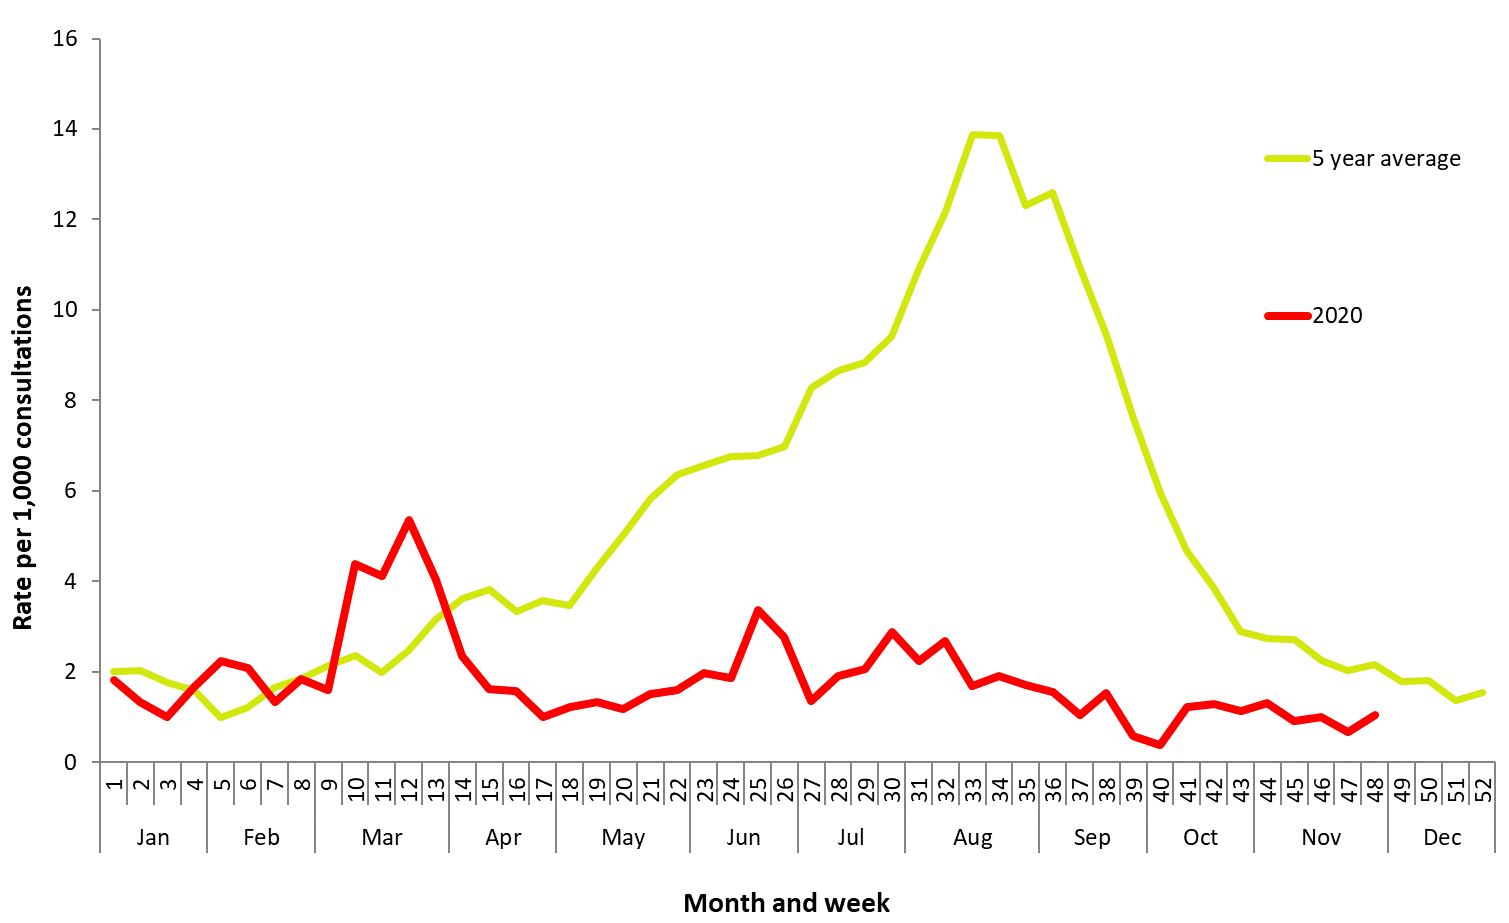 16
14
12
10
8
6
4
2
0
Rate per 1,000 consultations
5 year average
2020
1 2 3 4 5 6 7 8 9 10 11 12 13 14 15 16 17 18 19 20 21 22 23 24 25 26 27 28 29 30 31 32 33 34 35 36 37 38 39 40 41 42 43 44 45 46 47 48 49 50 51 52
Jan Feb Mar Apr May Jun Jul Aug Sep Oct Nov Dec
Month and week